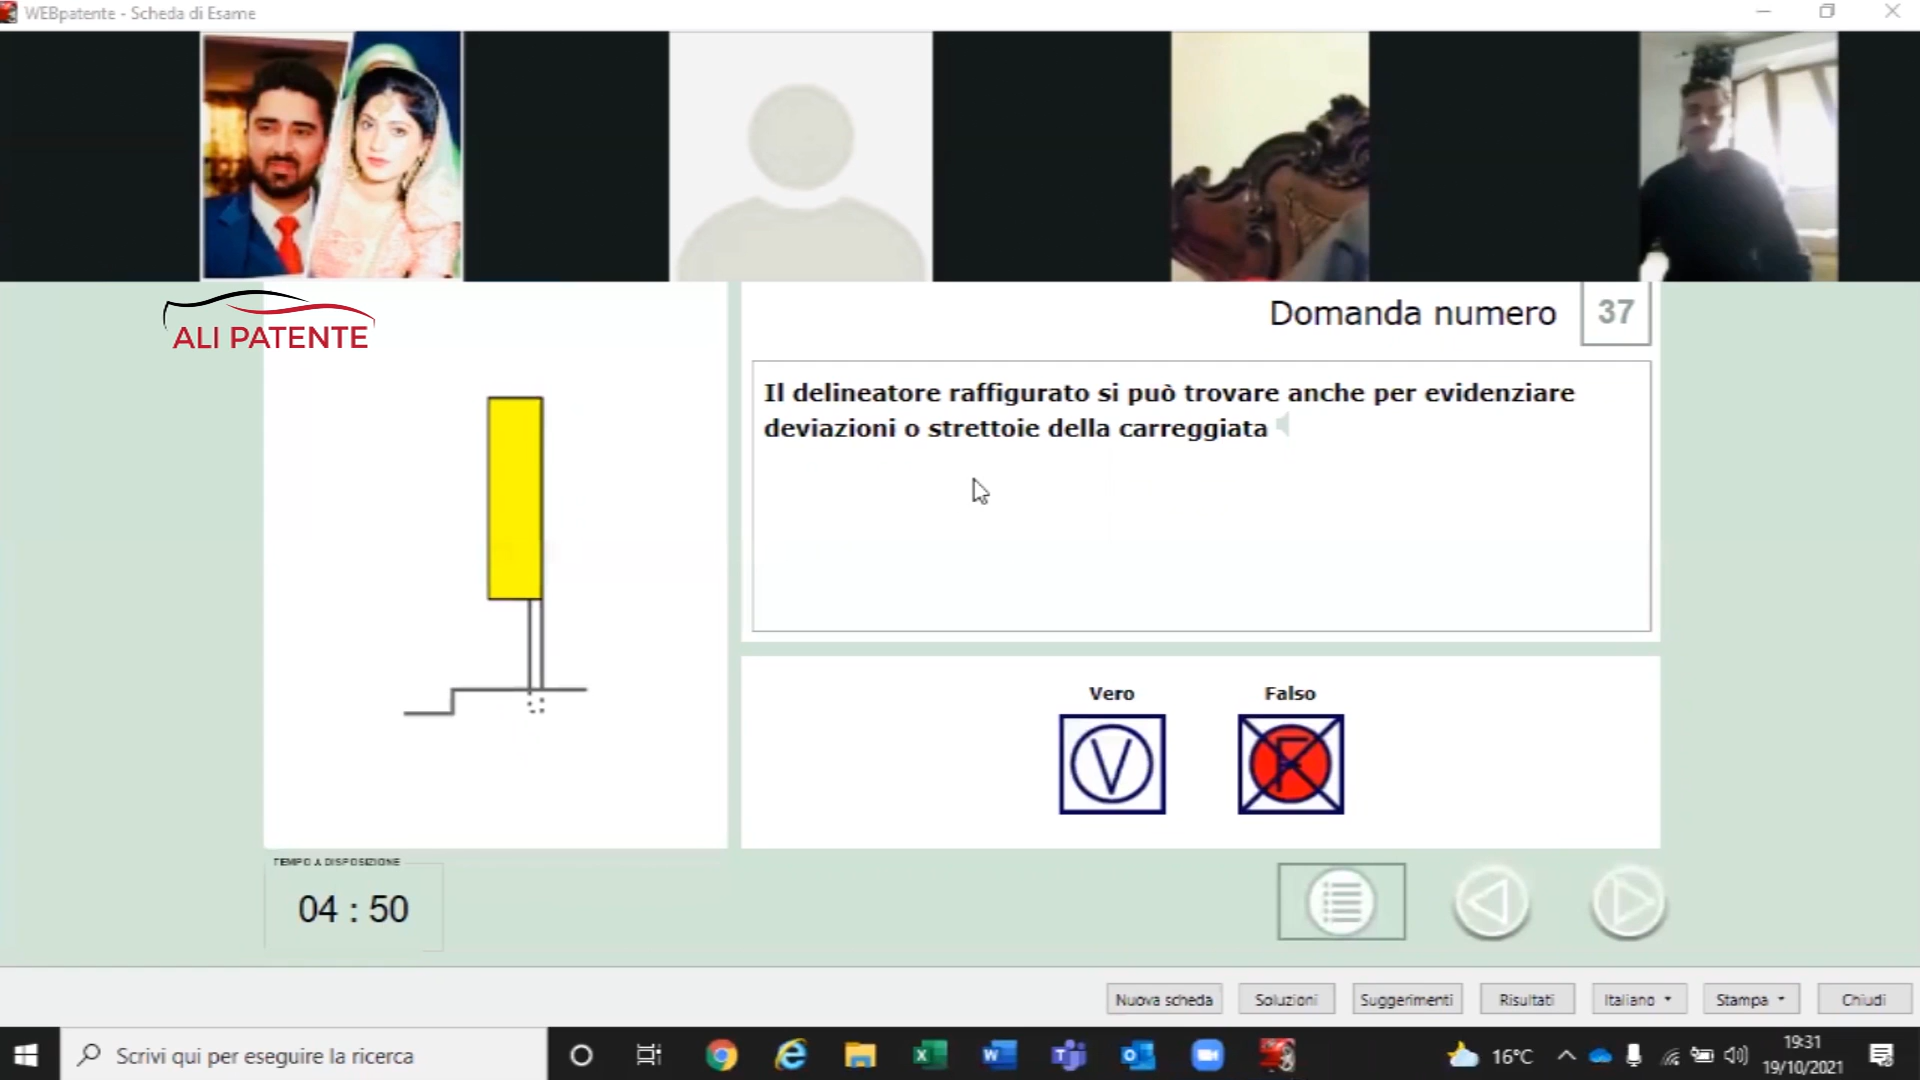 WEBpatente - Scheda di Esame
ALI PATENTE
Domanda numero 37
Il delineatore raffigurato si può trovare anche per evidenziare
deviazioni o strettoie della carreggiata
Vero Falso
V F
TEMPO A DISPOSIZIONE
04 : 50
Nuova scheda Soluzioni Suggerimenti Risultati Italiano Stampa Chiudi
Scrivi qui per eseguire la ricerca
16°C
19:31
19/10/2021